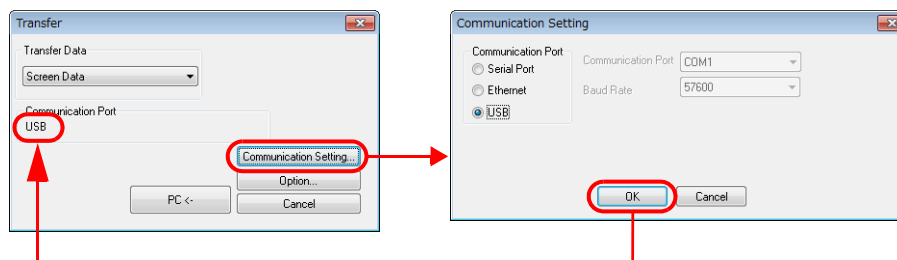 Transfer
Transfer Data
Screen Data
Communication Port
USB
Communication Setting...
Option...
PC <-
Cancel
Communication Setting
Communication Port
Serial Port
Ethernet
USB
Communication Port
COM1
Baud Rate
57600
OK
Cancel